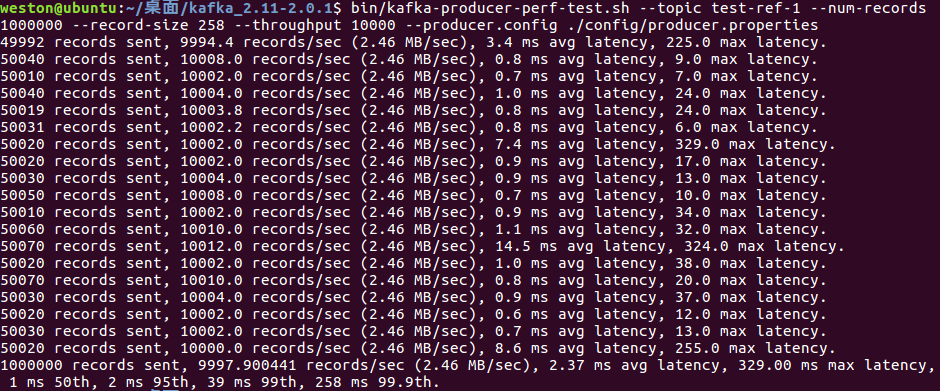 weston@ubuntu:~/桌面/kafka_2.11-2.0.1$ bin/kafka-producer-perf-test.sh --topic test-ref-1 --num-records
1000000 --record-size 258 --throughput 10000 --producer.config ./config/producer.properties
49992 records sent, 9994.4 records/sec (2.46 MB/sec), 3.4 ms avg latency, 225.0 max latency.
50040 records sent, 10008.0 records/sec (2.46 MB/sec), 0.8 ms avg latency, 9.0 max latency.
50010 records sent, 10002.0 records/sec (2.46 MB/sec), 0.7 ms avg latency, 7.0 max latency.
50040 records sent, 10004.0 records/sec (2.46 MB/sec), 1.0 ms avg latency, 24.0 max latency.
50019 records sent, 10003.8 records/sec (2.46 MB/sec), 0.8 ms avg latency, 24.0 max latency.
50031 records sent, 10002.2 records/sec (2.46 MB/sec), 0.8 ms avg latency, 6.0 max latency.
50020 records sent, 10002.0 records/sec (2.46 MB/sec), 7.4 ms avg latency, 329.0 max latency.
50020 records sent, 10002.0 records/sec (2.46 MB/sec), 0.9 ms avg latency, 17.0 max latency.
50030 records sent, 10004.0 records/sec (2.46 MB/sec), 0.9 ms avg latency, 13.0 max latency.
50050 records sent, 10008.0 records/sec (2.46 MB/sec), 0.7 ms avg latency, 10.0 max latency.
50010 records sent, 10002.0 records/sec (2.46 MB/sec), 0.9 ms avg latency, 34.0 max latency.
50060 records sent, 10010.0 records/sec (2.46 MB/sec), 1.1 ms avg latency, 32.0 max latency.
50070 records sent, 10012.0 records/sec (2.46 MB/sec), 14.5 ms avg latency, 324.0 max latency.
50020 records sent, 10002.0 records/sec (2.46 MB/sec), 1.0 ms avg latency, 38.0 max latency.
50070 records sent, 10010.0 records/sec (2.46 MB/sec), 0.8 ms avg latency, 20.0 max latency.
50030 records sent, 10004.0 records/sec (2.46 MB/sec), 0.9 ms avg latency, 37.0 max latency.
50020 records sent, 10002.0 records/sec (2.46 MB/sec), 0.6 ms avg latency, 12.0 max latency.
50030 records sent, 10002.0 records/sec (2.46 MB/sec), 0.7 ms avg latency, 13.0 max latency.
50020 records sent, 10000.0 records/sec (2.46 MB/sec), 8.6 ms avg latency, 255.0 max latency.
1000000 records sent, 9997.900441 records/sec (2.46 MB/sec), 2.37 ms avg latency, 329.00 ms max latency,
1 ms 50th, 2 ms 95th, 39 ms 99th, 258 ms 99.9th.